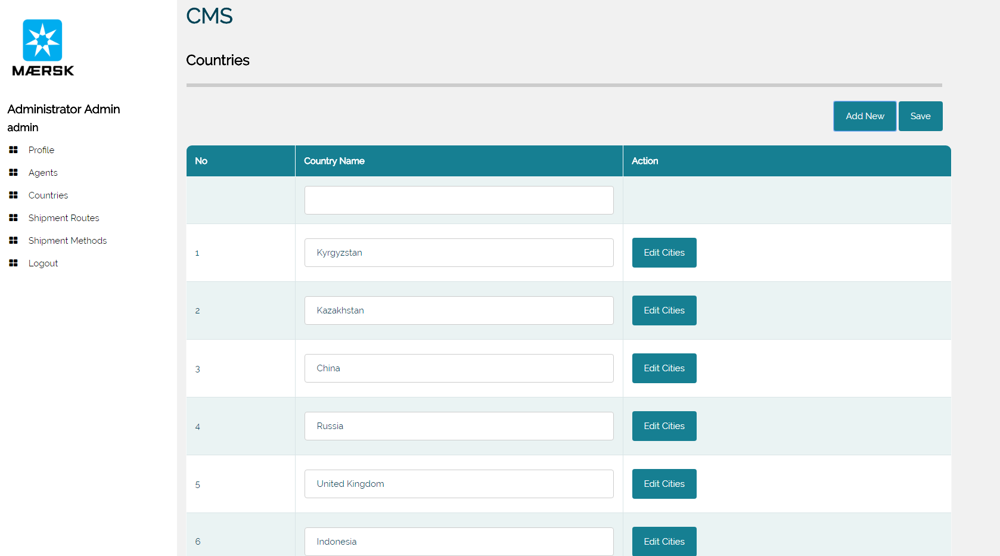 MÆRSK
Administrator Admin
admin
Profile
Agents
Countries
Shipment Routes
Shipment Methods
Logout
CMS
Countries
Add New Save
No Country Name Action
1 Kyrgyzstan Edit Cities
2 Kazakhstan Edit Cities
3 China Edit Cities
4 Russia Edit Cities
5 United Kingdom Edit Cities
6 Indonesia Edit Cities